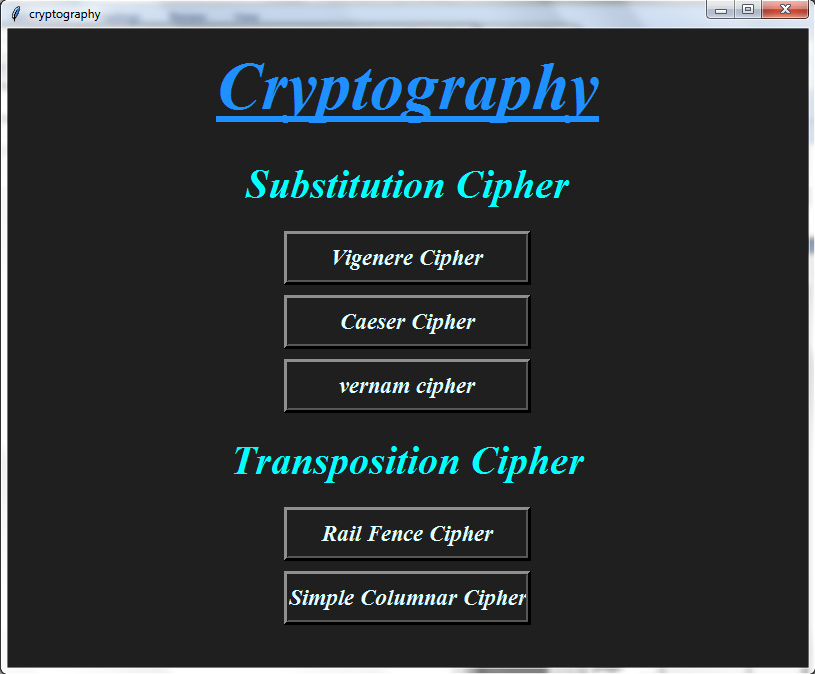 cryptography
Cryptography
Substitution Cipher
Vigenere Cipher
Caeser Cipher
vernam cipher
Transposition Cipher
Rail Fence Cipher
Simple Columnar Cipher